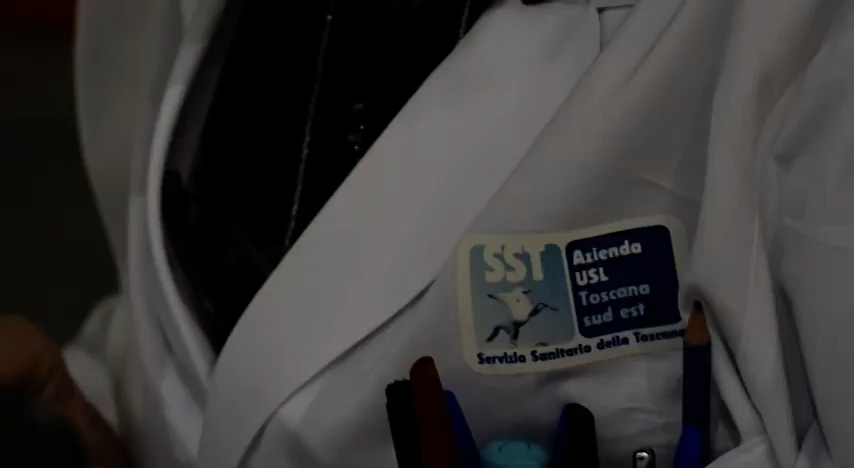 SST
Azienda
USL
Toscana
sud est
Servizio Sanitario della Toscana